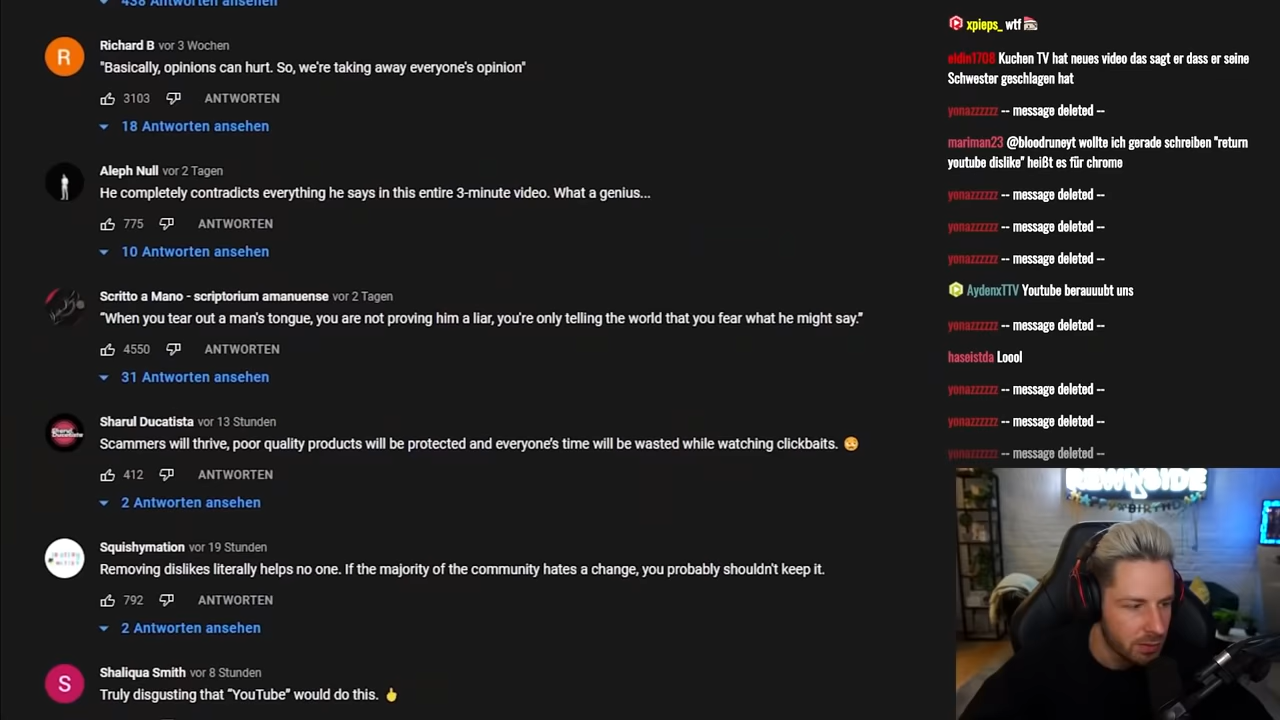 438 Antworten ansehen
Richard B vor 3 Wochen
"Basically, opinions can hurt. So, we're taking away everyone's opinion"
3103 ANTWORTEN
18 Antworten ansehen
Aleph Null vor 2 Tagen
He completely contradicts everything he says in this entire 3-minute video. What a genius...
775 ANTWORTEN
10 Antworten ansehen
Scritto a Mano - scriptorium amanuense vor 2 Tagen
“When you tear out a man's tongue, you are not proving him a liar, you're only telling the world that you fear what he might say.”
4550 ANTWORTEN
31 Antworten ansehen
Sharul Ducatista vor 13 Stunden
Scammers will thrive, poor quality products will be protected and everyone’s time will be wasted while watching clickbaits.
412 ANTWORTEN
2 Antworten ansehen
Squishymation vor 19 Stunden
Removing dislikes literally helps no one. If the majority of the community hates a change, you probably shouldn't keep it.
792 ANTWORTEN
2 Antworten ansehen
Shaliqua Smith vor 8 Stunden
Truly disgusting that “YouTube” would do this.
xpieps_ wtf
eldin1708 Kuchen TV hat neues video das sagt er dass er seine
Schwester geschlagen hat
yonazzzzzz -- message deleted --
mariman23 @bloodruneyt wollte ich gerade schreiben "return
youtube dislike" heißt es für chrome
yonazzzzzz -- message deleted --
yonazzzzzz -- message deleted --
yonazzzzzz -- message deleted --
AydenxTTV Youtube berauuubt uns
yonazzzzzz -- message deleted --
haseistda Loool
yonazzzzzz -- message deleted --
yonazzzzzz -- message deleted --
yonazzzzzz -- message deleted --